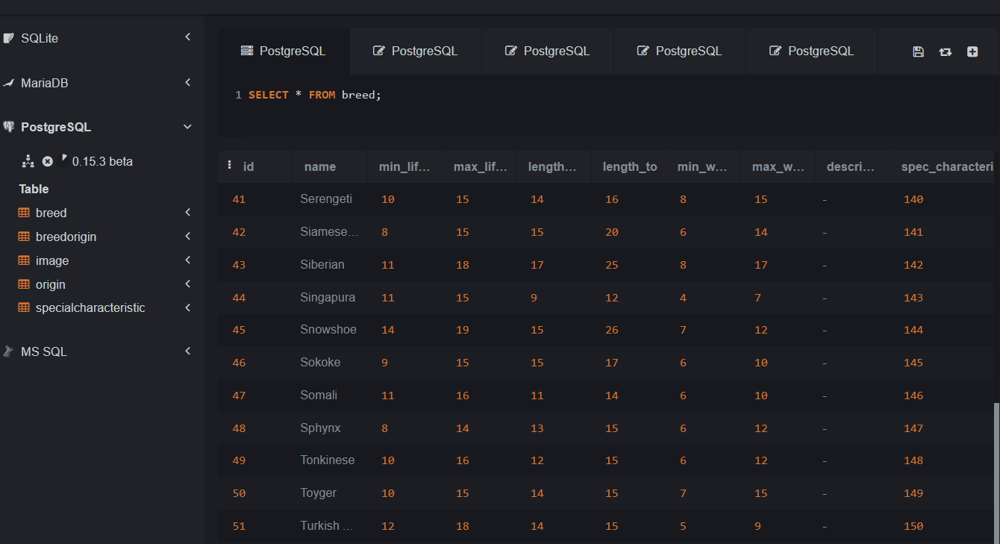 SQLite
MariaDB
PostgreSQL
0.15.3 beta
Table
breed
breedorigin
image
origin
specialcharacteristic
MS SQL
PostgreSQL PostgreSQL PostgreSQL PostgreSQL PostgreSQL
1 SELECT * FROM breed;
id name min_lif... max_lif... length... length_to min_w... max_w... descri... spec_characteri
41 Serengeti 10 15 14 16 8 15 - 140
42 Siamese... 8 15 15 20 6 14 - 141
43 Siberian 11 18 17 25 8 17 - 142
44 Singapura 11 15 9 12 4 7 - 143
45 Snowshoe 14 19 15 26 7 12 - 144
46 Sokoke 9 15 15 17 6 10 - 145
47 Somali 11 16 11 14 6 10 - 146
48 Sphynx 8 14 13 15 6 12 - 147
49 Tonkinese 10 16 12 15 6 12 - 148
50 Toyger 10 15 14 15 7 15 - 149
51 Turkish ... 12 18 14 15 5 9 - 150